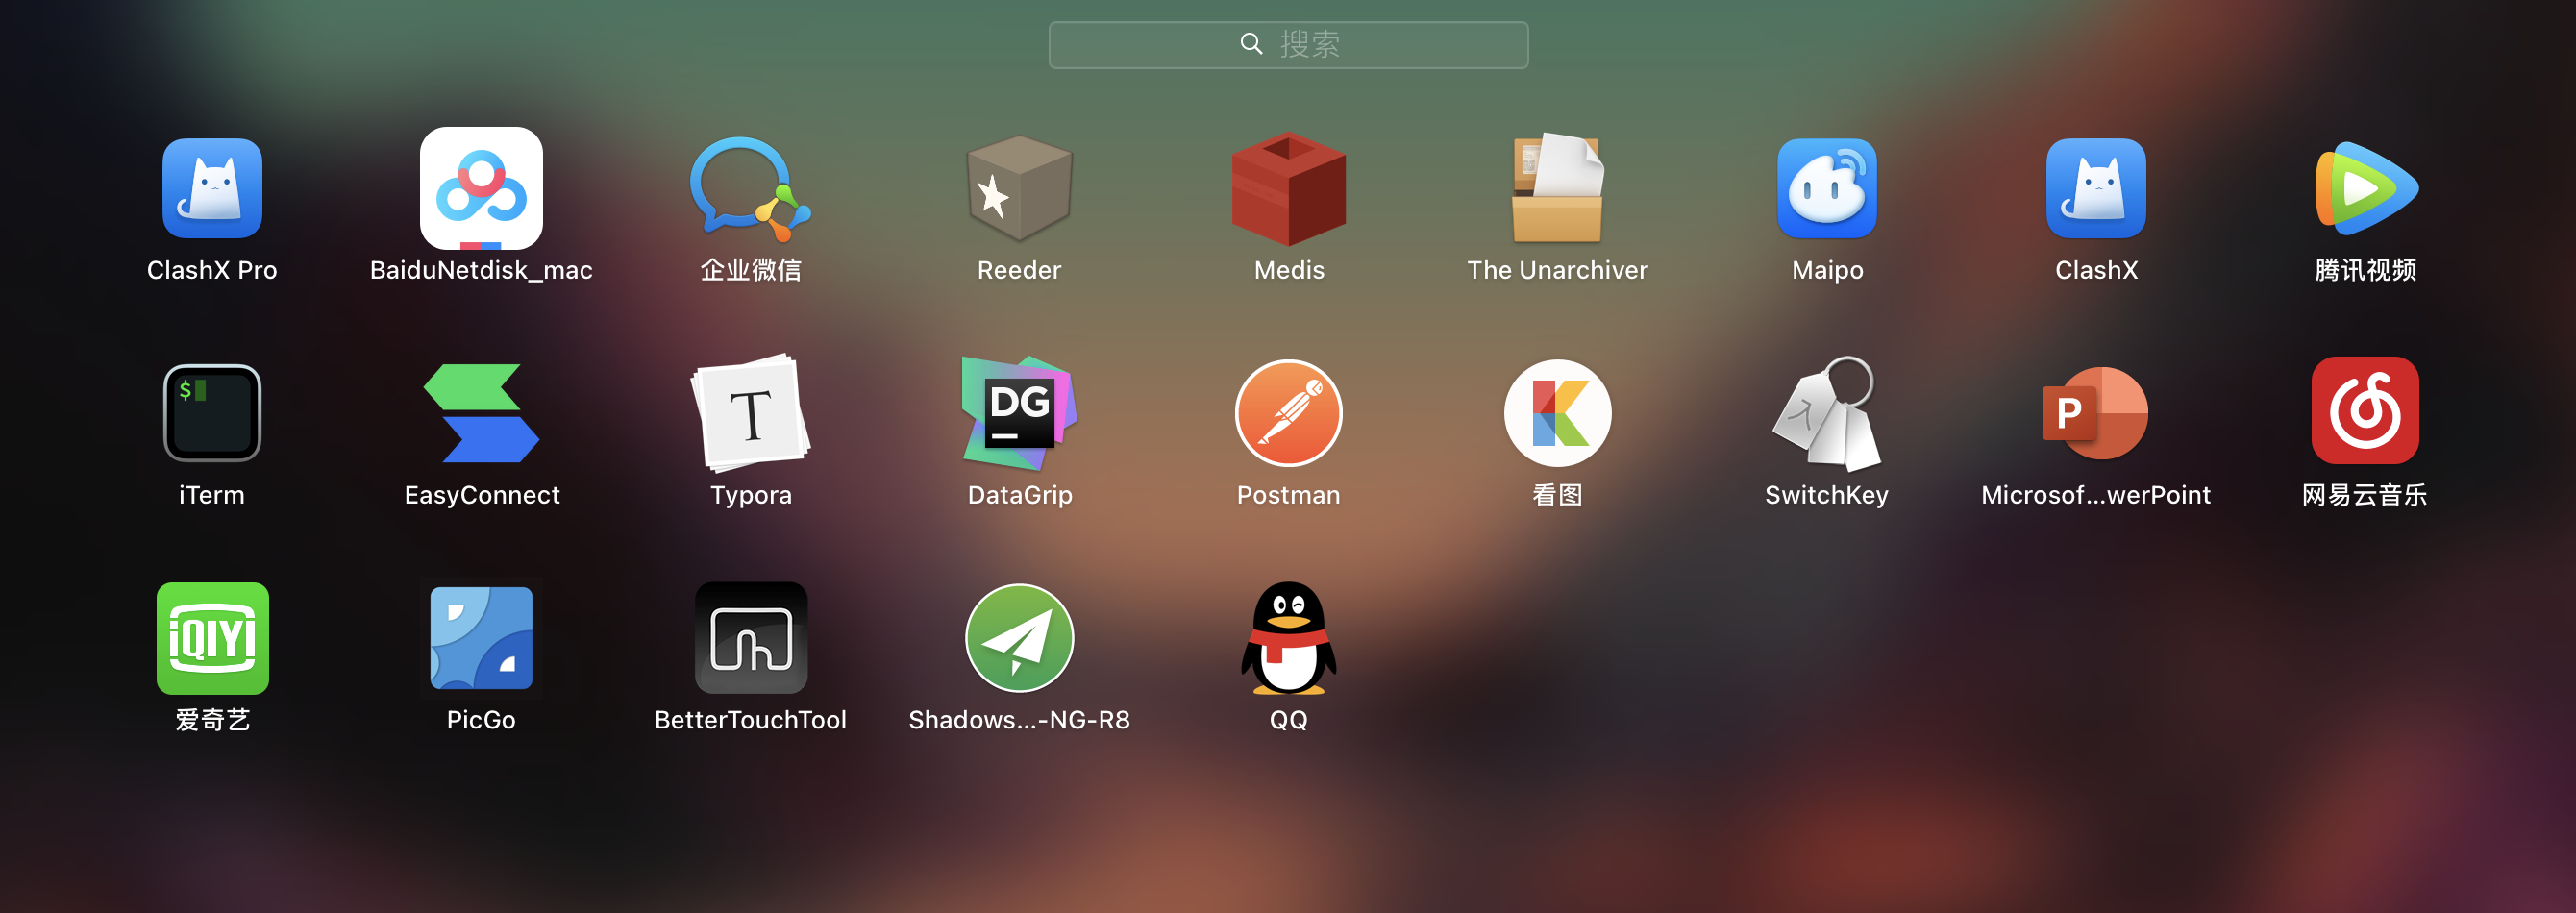 搜索
ClashX Pro
BaiduNetdisk_mac
企业微信
Reeder
Medis
The Unarchiver
Maipo
ClashX
腾讯视频
$
T
DG
P
iTerm
EasyConnect
Typora
DataGrip
Postman
看图
SwitchKey
Microsof...werPoint
网易云音乐
iQIYI
爱奇艺
PicGo
BetterTouchTool
Shadows...-NG-R8
QQ